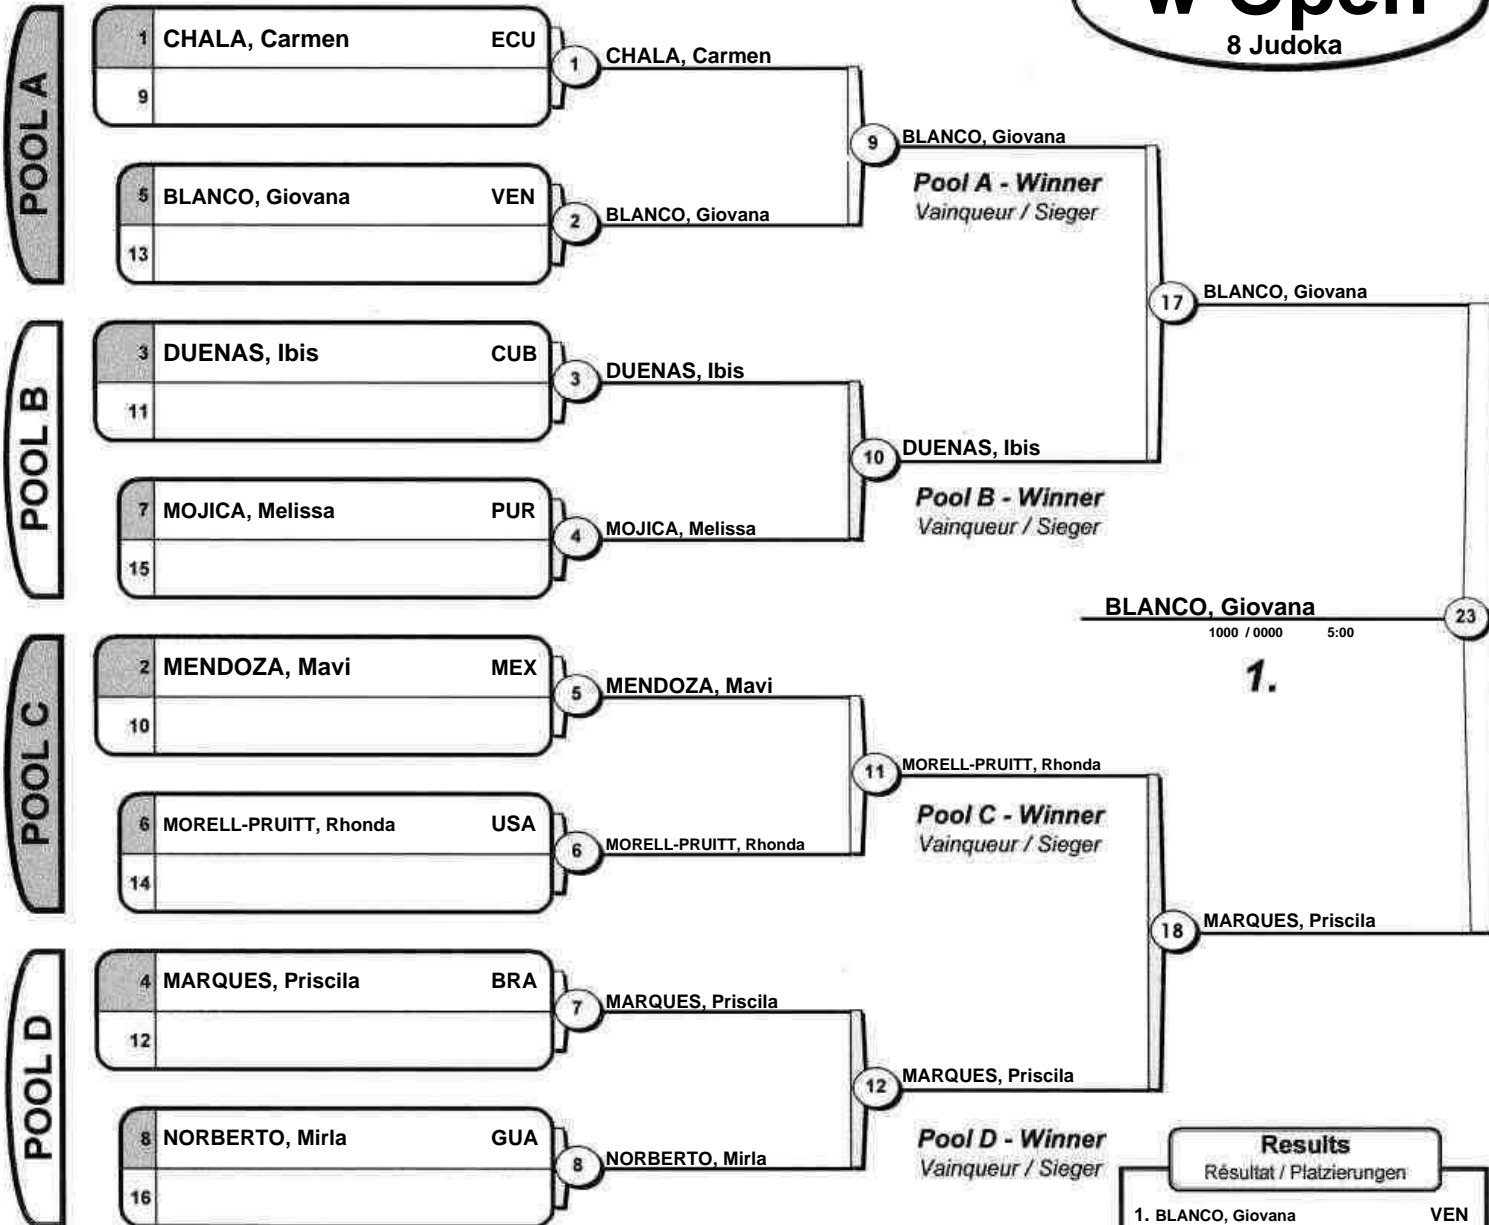 W Open
8 Judoka
POOL A
1 CHALA, Carmen ECU
9
5 BLANCO, Giovana VEN
13
1 CHALA, Carmen
2 BLANCO, Giovana
9 BLANCO, Giovana
Pool A - Winner
Vainqueur / Sieger
POOL B
3 DUENAS, Ibis CUB
11
7 MOJICA, Melissa PUR
15
3 DUENAS, Ibis
4 MOJICA, Melissa
10 DUENAS, Ibis
Pool B - Winner
Vainqueur / Sieger
17 BLANCO, Giovana
BLANCO, Giovana 23
1000 / 0000 5:00
1.
POOL C
2 MENDOZA, Mavi MEX
10
6 MORELL-PRUITT, Rhonda USA
14
5 MENDOZA, Mavi
6 MORELL-PRUITT, Rhonda
11 MORELL-PRUITT, Rhonda
Pool C - Winner
Vainqueur / Sieger
POOL D
4 MARQUES, Priscila BRA
12
8 NORBERTO, Mirla GUA
16
7 MARQUES, Priscila
8 NORBERTO, Mirla
12 MARQUES, Priscila
Pool D - Winner
Vainqueur / Sieger
18 MARQUES, Priscila
Results
Résultat / Platzierungen
1. BLANCO, Giovana VEN